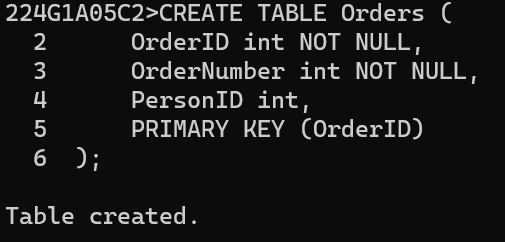 224G1A05C2>CREATE TABLE Orders (
  2      OrderID int NOT NULL,
  3      OrderNumber int NOT NULL,
  4      PersonID int,
  5      PRIMARY KEY (OrderID)
  6  );

Table created.